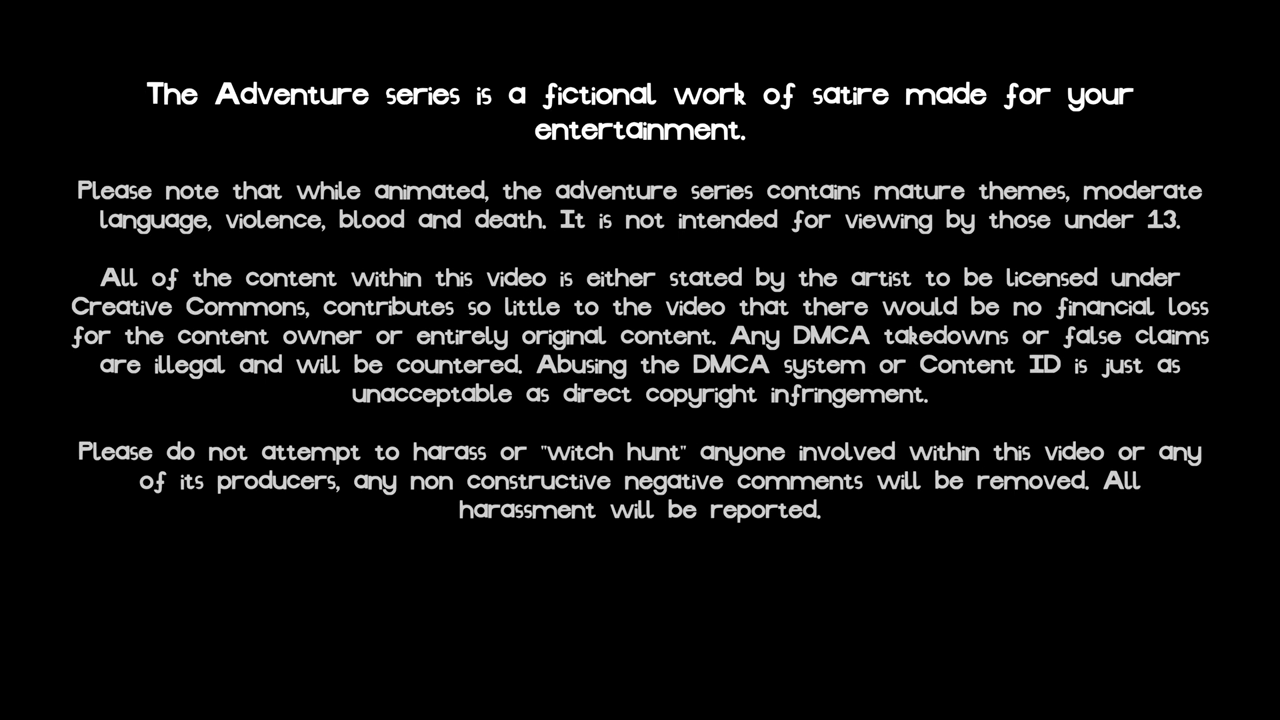 The Adventure series is a fictional work of satire made for your
entertainment.
Please note that while animated, the adventure series contains mature themes, moderate
language, violence, blood and death. It is not intended for viewing by those under 13.
All of the content within this video is either stated by the artist to be licensed under
Creative Commons, contributes so little to the video that there would be no financial loss
for the content owner or entirely original content. Any DMCA takedowns or false claims
are illegal and will be countered. Abusing the DMCA system or Content ID is just as
unacceptable as direct copyright infringement.
Please do not attempt to harass or "witch hunt" anyone involved within this video or any
of its producers, any non constructive negative comments will be removed. All
harassment will be reported.